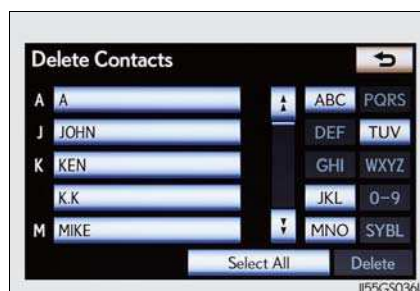 Delete Contacts
A A ABC PQRS
J JOHN DEF TUV
K KEN GHI WXYZ
K.K JKL 0-9
M MIKE MNO SYBL
Select All Delete
II55GS036I